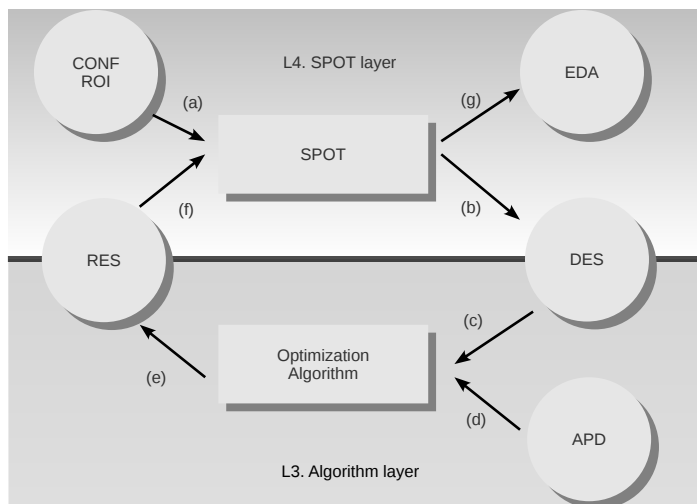 CONF
ROI
L4. SPOT layer
EDA
(a)
(g)
SPOT
(f)
(b)
RES
DES
(c)
Optimization
Algorithm
(e)
(d)
APD
L3. Algorithm layer